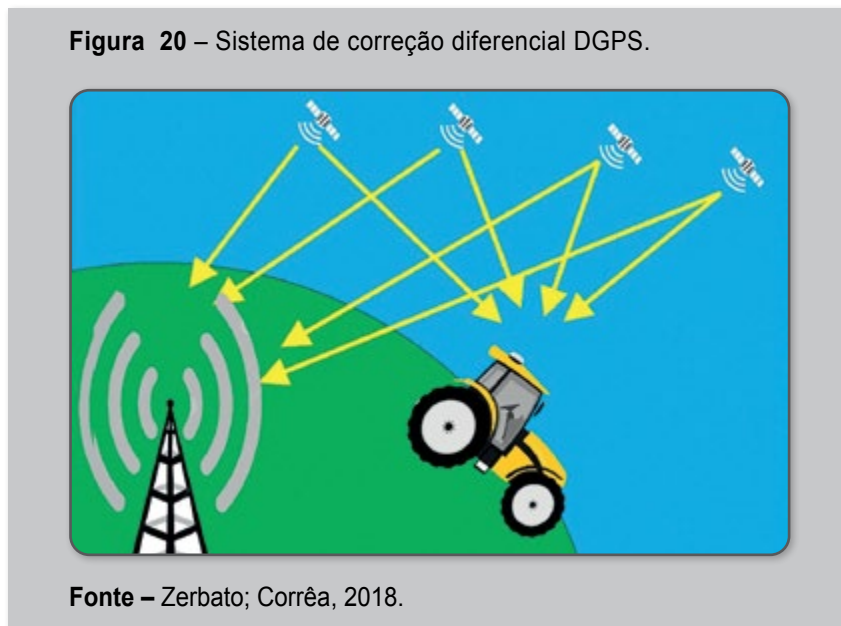 Figura 20 – Sistema de correção diferencial DGPS.
Fonte – Zerbato; Corrêa, 2018.